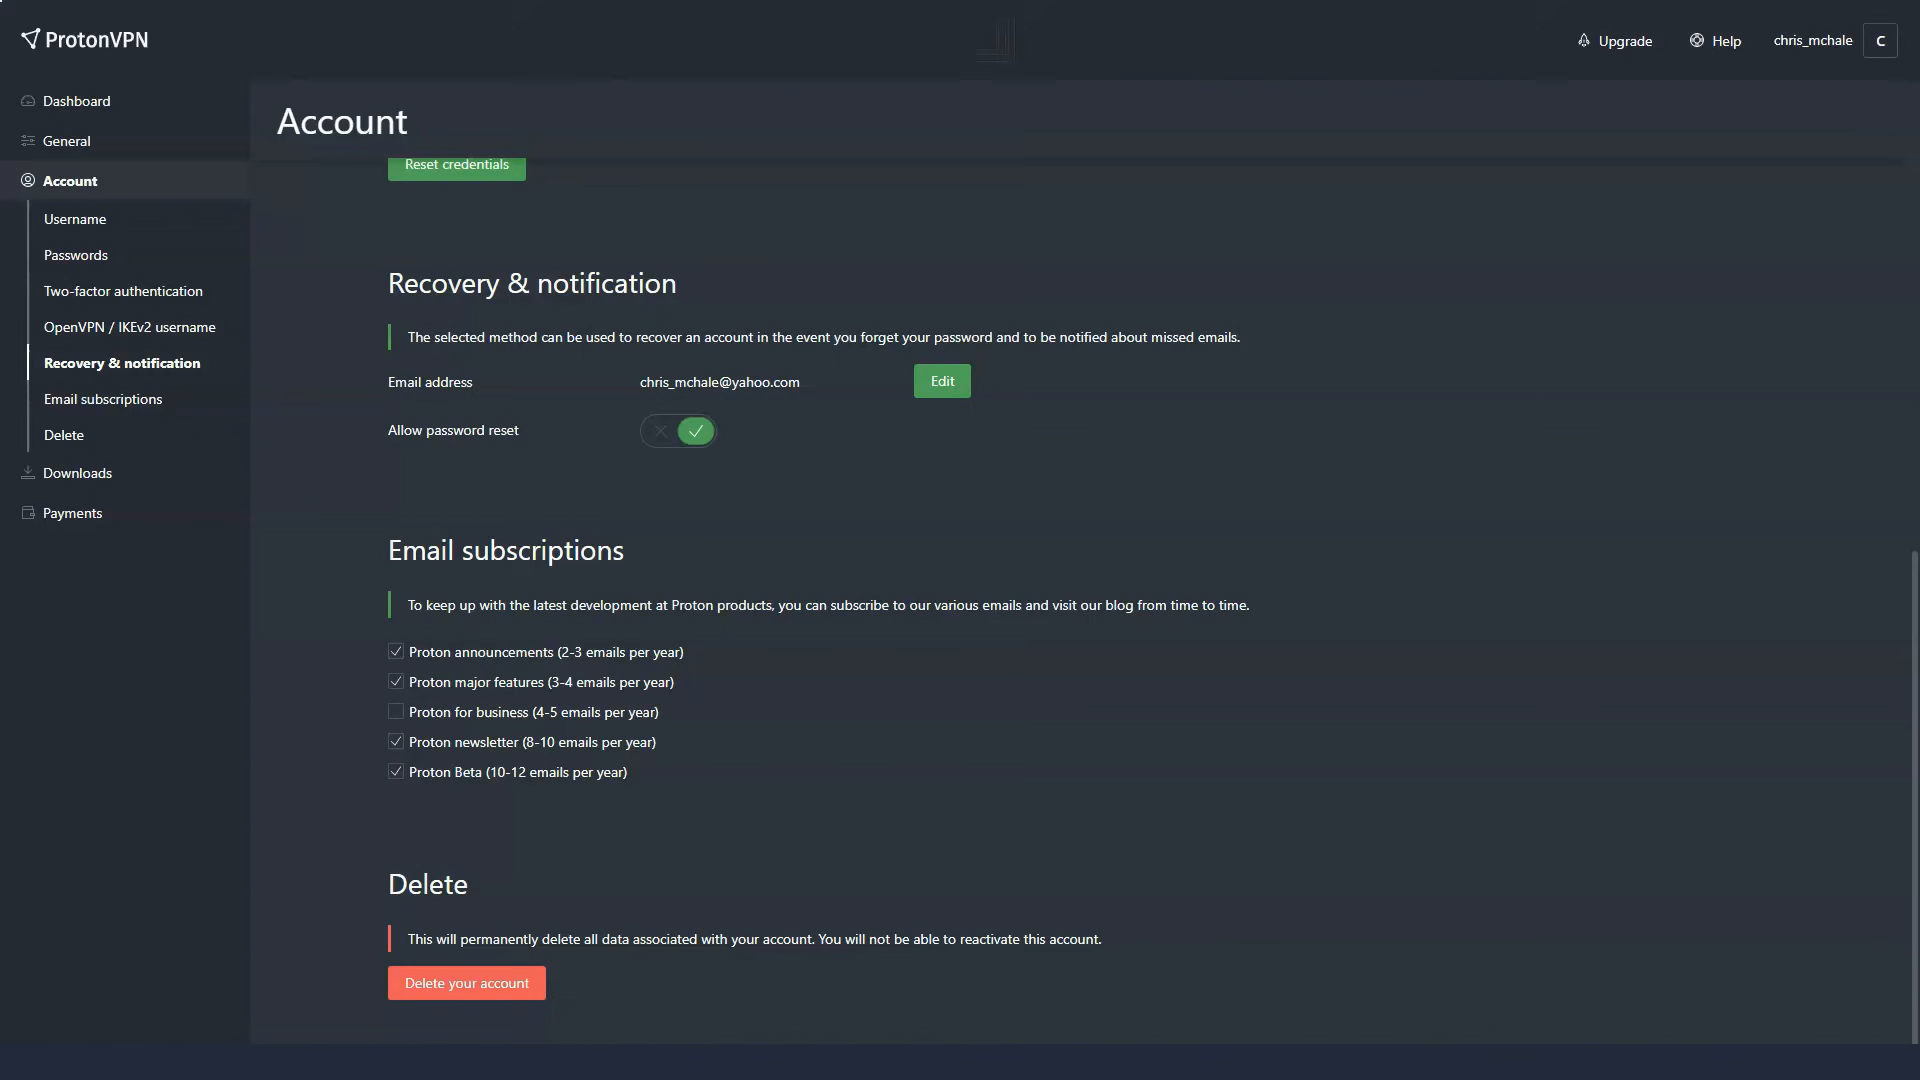 ProtonVPN
Upgrade
Help
chris_mchale
C
Dashboard
General
Account
Username
Passwords
Two-factor authentication
OpenVPN / IKEv2 username
Recovery & notification
Email subscriptions
Delete
Downloads
Payments
Account
Reset credentials
Recovery & notification
The selected method can be used to recover an account in the event you forget your password and to be notified about missed emails.
Email address chris_mchale@yahoo.com Edit
Allow password reset
Email subscriptions
To keep up with the latest development at Proton products, you can subscribe to our various emails and visit our blog from time to time.
Proton announcements (2-3 emails per year)
Proton major features (3-4 emails per year)
Proton for business (4-5 emails per year)
Proton newsletter (8-10 emails per year)
Proton Beta (10-12 emails per year)
Delete
This will permanently delete all data associated with your account. You will not be able to reactivate this account.
Delete your account